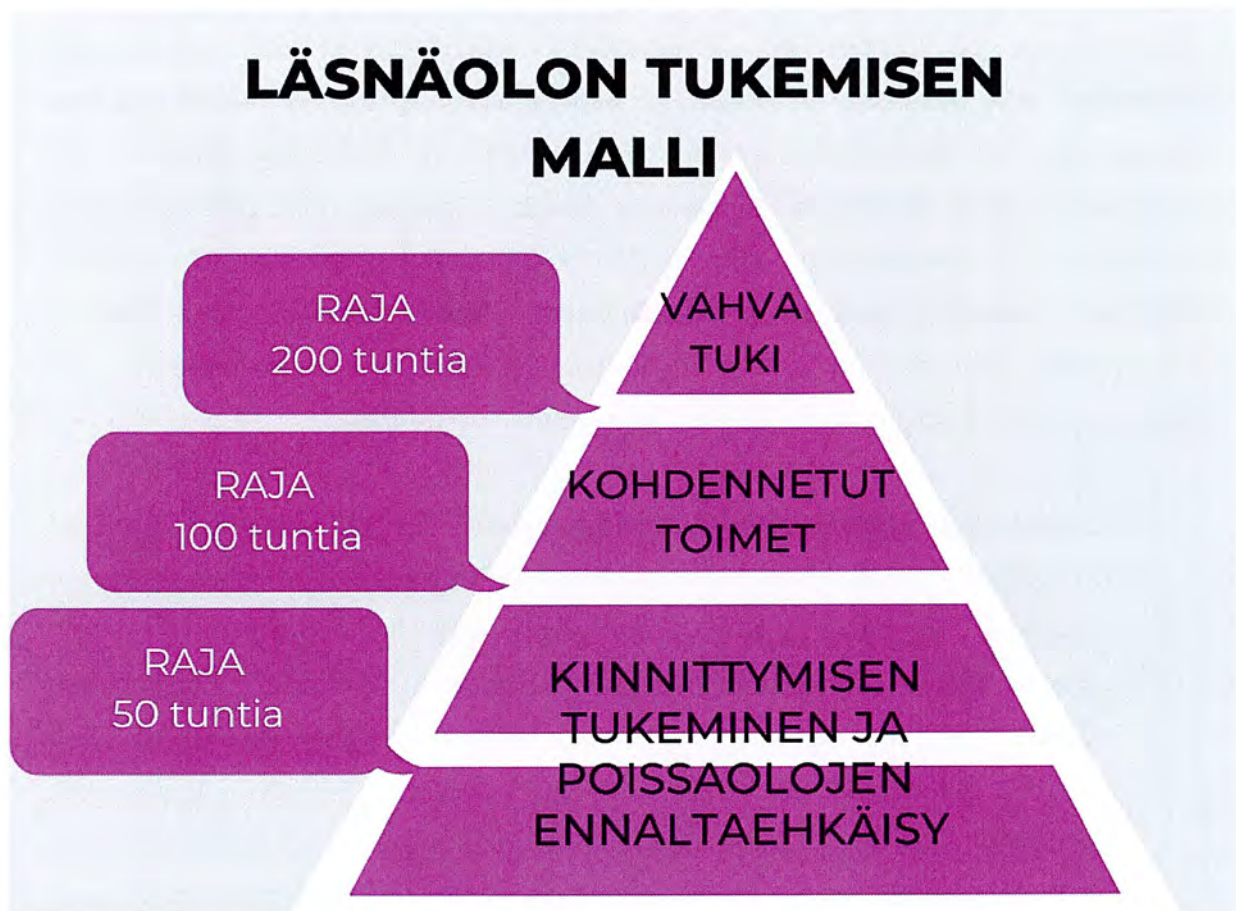 LÄSNÄOLON TUKEMISEN
MALLI
RAJA
200 tuntia
VAHVA
TUKI
RAJA
100 tuntia
KOHDENNETUT
TOIMET
RAJA
50 tuntia
KIINNITTYMISEN
TUKEMINEN JA
POISSAOLOJEN
ENNALTAEHKÄISY